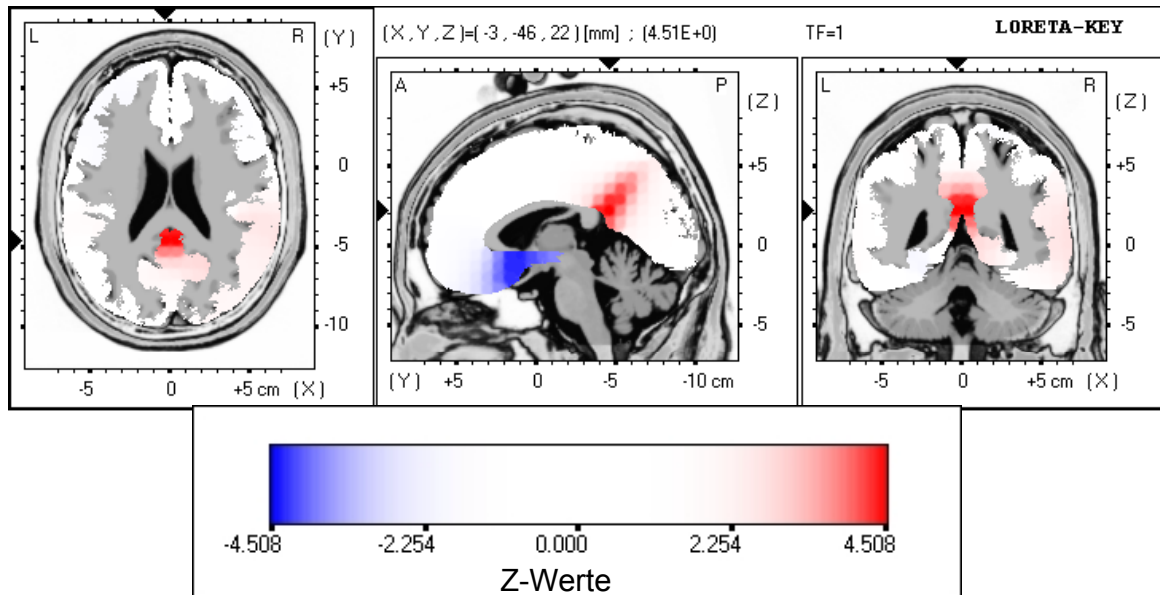 (X,Y,Z)=(-3,-46,22)[mm] ; (4.51E+0) TF=1 LORETA-KEY
L R (Y)
+5
0
-5
-10
-5 0 +5 cm (X)
A P (Z)
+5
0
-5
(Y) +5 0 -5 -10 cm
L R (Z)
+5
0
-5
-5 0 +5 cm (X)
-4.508 -2.254 0.000 2.254 4.508
Z-Werte